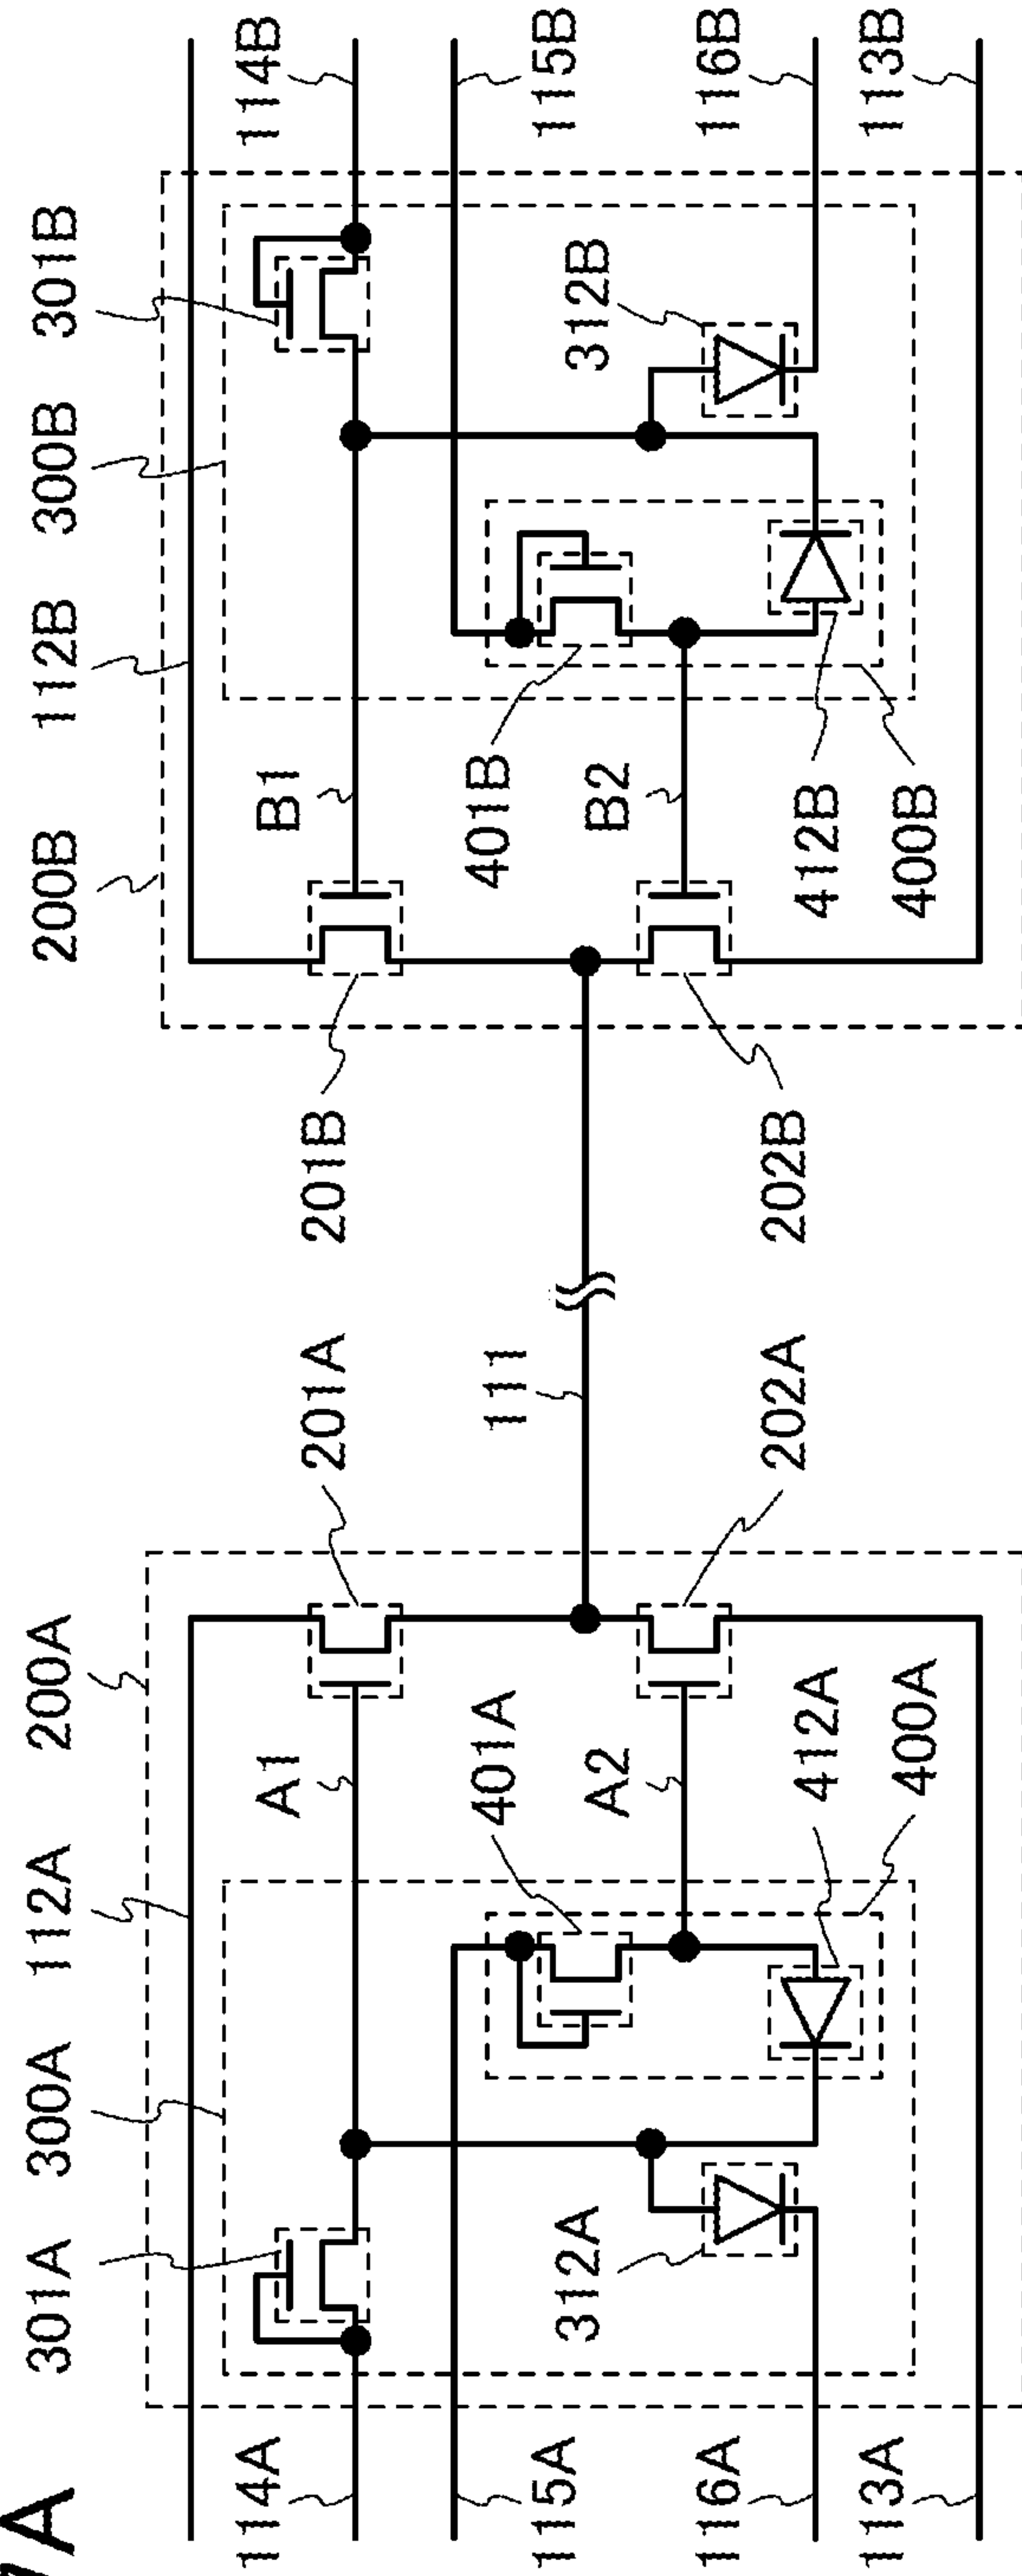 301A 300A 112A 200A 200B 112B 300B 301B
114A A1 201A 201B B1 114B
401A 111 401B
115A 312A A2 B2 312B 115B
116A 412A 202A 202B 412B 116B
113A 400A 400B 113B